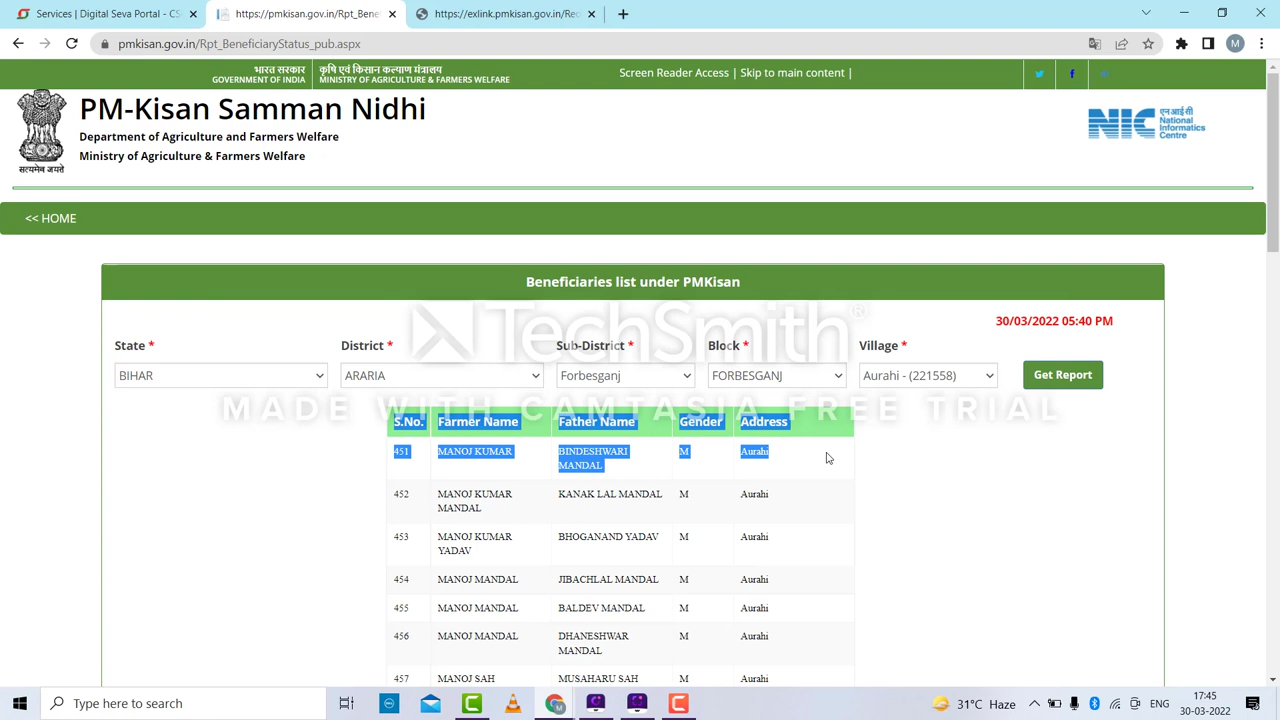 Services | Digital Portal - CS
https://pmkisan.gov.in/Rpt_Ben
https://exlink.pmkisan.gov.in/Rec
pmkisan.gov.in/Rpt_BeneficiaryStatus_pub.aspx
M
भारत सरकार
GOVERNMENT OF INDIA
कृषि एवं किसान कल्याण मंत्रालय
MINISTRY OF AGRICULTURE & FARMERS WELFARE
Screen Reader Access | Skip to main content |
PM-Kisan Samman Nidhi
Department of Agriculture and Farmers Welfare
Ministry of Agriculture & Farmers Welfare
सत्यमेव जयते
NIC
एन आई सी
National
Informatics
Centre
<< HOME
Beneficiaries list under PMKisan
30/03/2022 05:40 PM
TechSmith®
MADE WITH CAMTASIA FREE TRIAL
State * District * Sub-District * Block * Village *
BIHAR ARARIA Forbesganj FORBESGANJ Aurahi - (221558) Get Report
S.No. Farmer Name Father Name Gender Address
451 MANOJ KUMAR BINDESHWARI M Aurahi
MANDAL
452 MANOJ KUMAR KANAK LAL MANDAL M Aurahi
MANDAL
453 MANOJ KUMAR BHOGANAND YADAV M Aurahi
YADAV
454 MANOJ MANDAL JIBACHLAL MANDAL M Aurahi
455 MANOJ MANDAL BALDEV MANDAL M Aurahi
456 MANOJ MANDAL DHANESHWAR M Aurahi
MANDAL
457 MANOJ SAH MUSAHARU SAH M Aurahi
Type here to search
31°C Haze
ENG
17:45
30-03-2022